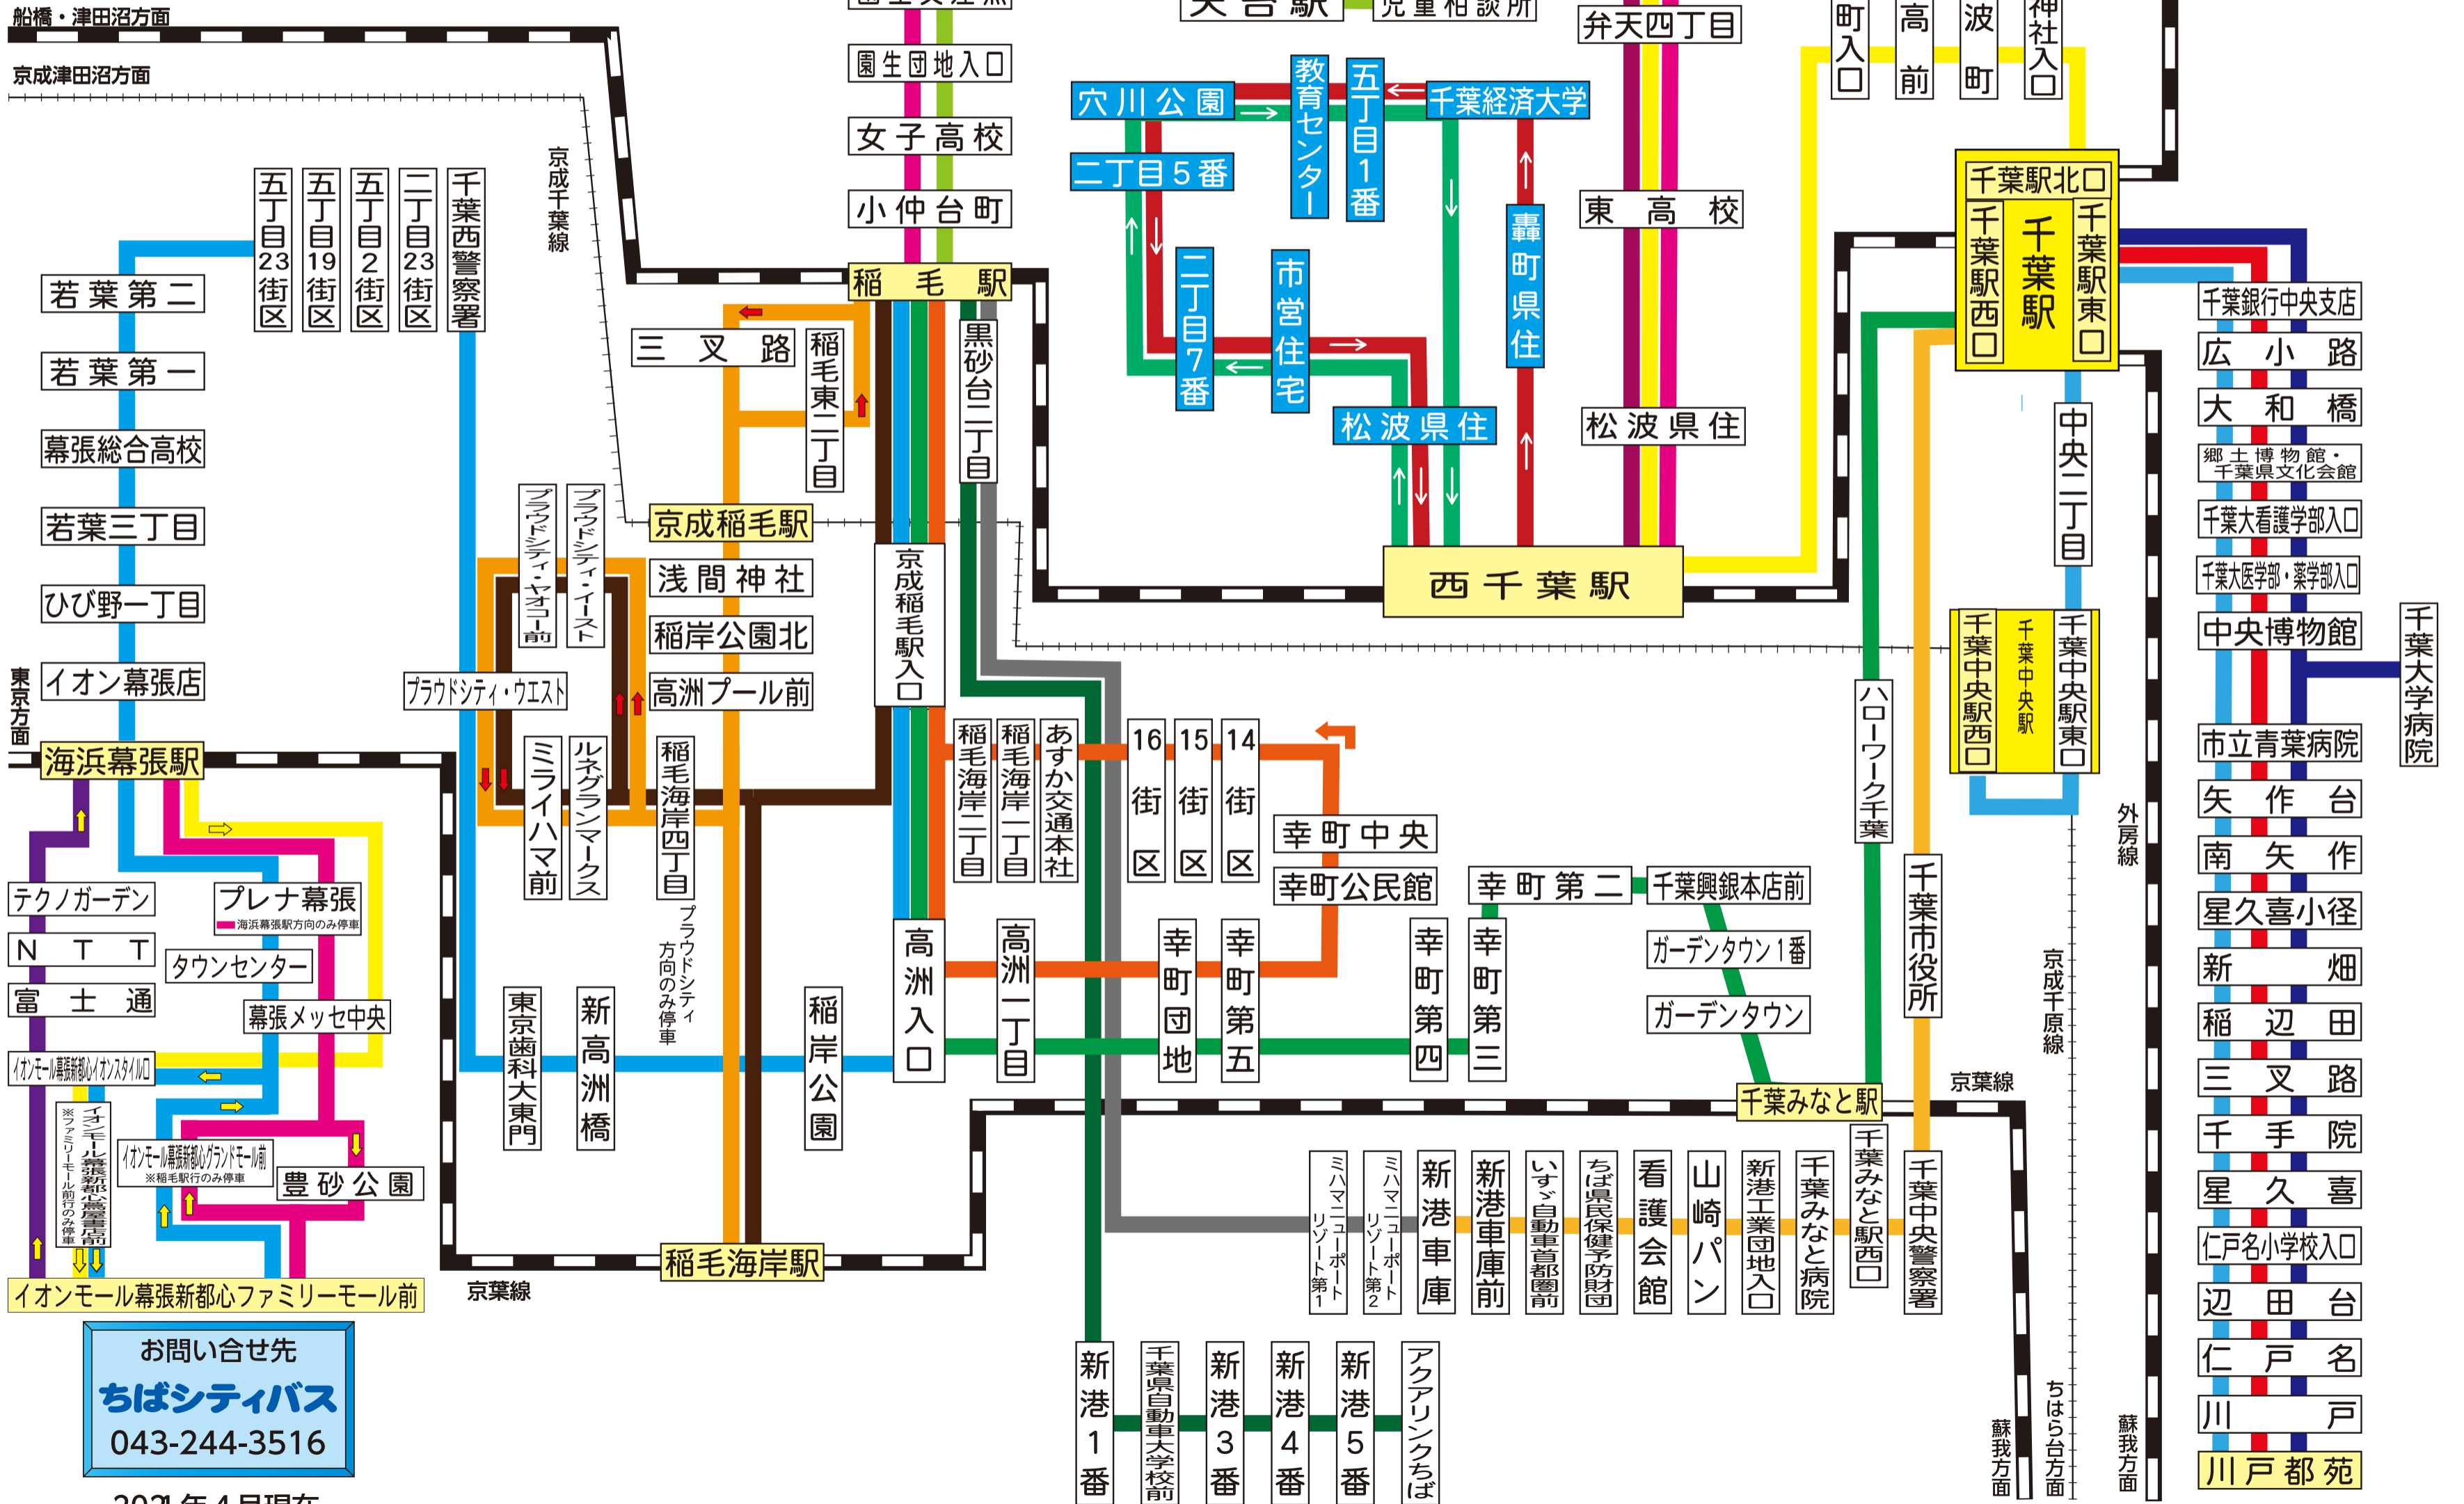 船橋・津田沼方面
京成津田沼方面
京成千葉線
園生団地入口
女子高校
小仲台町
稲毛駅
天台駅
児童相談所
弁天四丁目
町入口
高前
波町
神社入口
穴川公園
教育センター
五丁目1番
千葉経済大学
二丁目5番
二丁目7番
市営住宅
轟町県住
松波県住
東高校
松波県住
西千葉駅
千葉駅北口
千葉駅西口
千葉駅
千葉駅東口
中央二丁目
千葉中央駅西口
千葉中央駅
千葉中央駅東口
五丁目23街区
五丁目19街区
五丁目2街区
二丁目23街区
千葉西警察署
若葉第二
若葉第一
幕張総合高校
若葉三丁目
ひび野一丁目
イオン幕張店
東京方面
海浜幕張駅
三叉路
稲毛東二丁目
黒砂台二丁目
京成稲毛駅
浅間神社
稲岸公園北
高洲プール前
京成稲毛駅入口
プラウドシティ・ヤオコー前
プラウドシティ・イースト
プラウドシティ・ウエスト
ミライハマ前
ルネグランマークス
稲毛海岸四丁目
プラウドシティ
方向のみ停車
稲毛海岸二丁目
稲毛海岸一丁目
あすか交通本社
16街区
15街区
14街区
幸町中央
幸町公民館
幸町第二
千葉興銀本店前
ガーデンタウン1番
ガーデンタウン
高洲入口
高洲一丁目
幸町団地
幸町第五
幸町第四
幸町第三
東京歯科大東門
新高洲橋
稲岸公園
テクノガーデン
NTT
富士通
プレナ幕張
海浜幕張駅方向のみ停車
タウンセンター
幕張メッセ中央
イオンモール幕張新都心イオンスタイル口
イオンモール幕張新都心蔦屋書店前
※ファミリーモール前行のみ停車
イオンモール幕張新都心グランドモール前
※稲毛駅行のみ停車
豊砂公園
イオンモール幕張新都心ファミリーモール前
稲毛海岸駅
京葉線
ハローワーク千葉
千葉市役所
千葉みなと駅
京葉線
ミハマニューポートリゾート第1
ミハマニューポートリゾート第2
新港車庫
新港車庫前
いすゞ自動車首都圏前
ちば県民保健予防財団
看護会館
山崎パン
新港工業団地入口
千葉みなと病院
千葉みなと駅西口
千葉中央警察署
新港1番
千葉県自動車大学校前
新港3番
新港4番
新港5番
アクアリンクちば
外房線
京成千原線
蘇我方面
ちはら台方面
蘇我方面
千葉銀行中央支店
広小路
大和橋
郷土博物館・
千葉県文化会館
千葉大看護学部入口
千葉大医学部・薬学部入口
中央博物館
千葉大学病院
市立青葉病院
矢作台
南矢作
星久喜小径
新畑
稲辺田
三叉路
千手院
星久喜
仁戸名小学校入口
辺田台
仁戸名
川戸
川戸都苑
お問い合せ先
ちばシティバス
043-244-3516
2021年4月現在